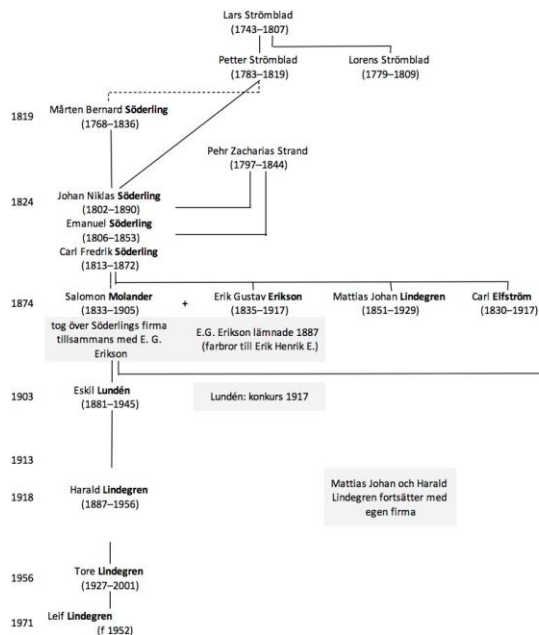 Lars Strömblad
(1743–1807)
Petter Strömblad
(1783–1819)
Lorens Strömblad
(1779–1809)
1819
Mårten Bernard Söderling
(1768–1836)
Pehr Zacharias Strand
(1797–1844)
1824
Johan Niklas Söderling
(1802–1890)
Emanuel Söderling
(1806–1853)
Carl Fredrik Söderling
(1813–1872)
1874
Salomon Molander
(1833–1905)
+
Erik Gustav Erikson
(1835–1917)
Mattias Johan Lindegren
(1851–1929)
Carl Elfström
(1830–1917)
tog över Söderlings firma
tillsammans med E. G.
Erikson
E.G. Erikson lämnade 1887
(farbror till Erik Henrik E.)
1903
Eskil Lundén
(1881–1945)
Lundén: konkurs 1917
1913
1918
Harald Lindegren
(1887–1956)
Mattias Johan och Harald
Lindegren fortsätter med
egen firma
1956
Tore Lindegren
(1927–2001)
1971
Leif Lindegren
(f 1952)